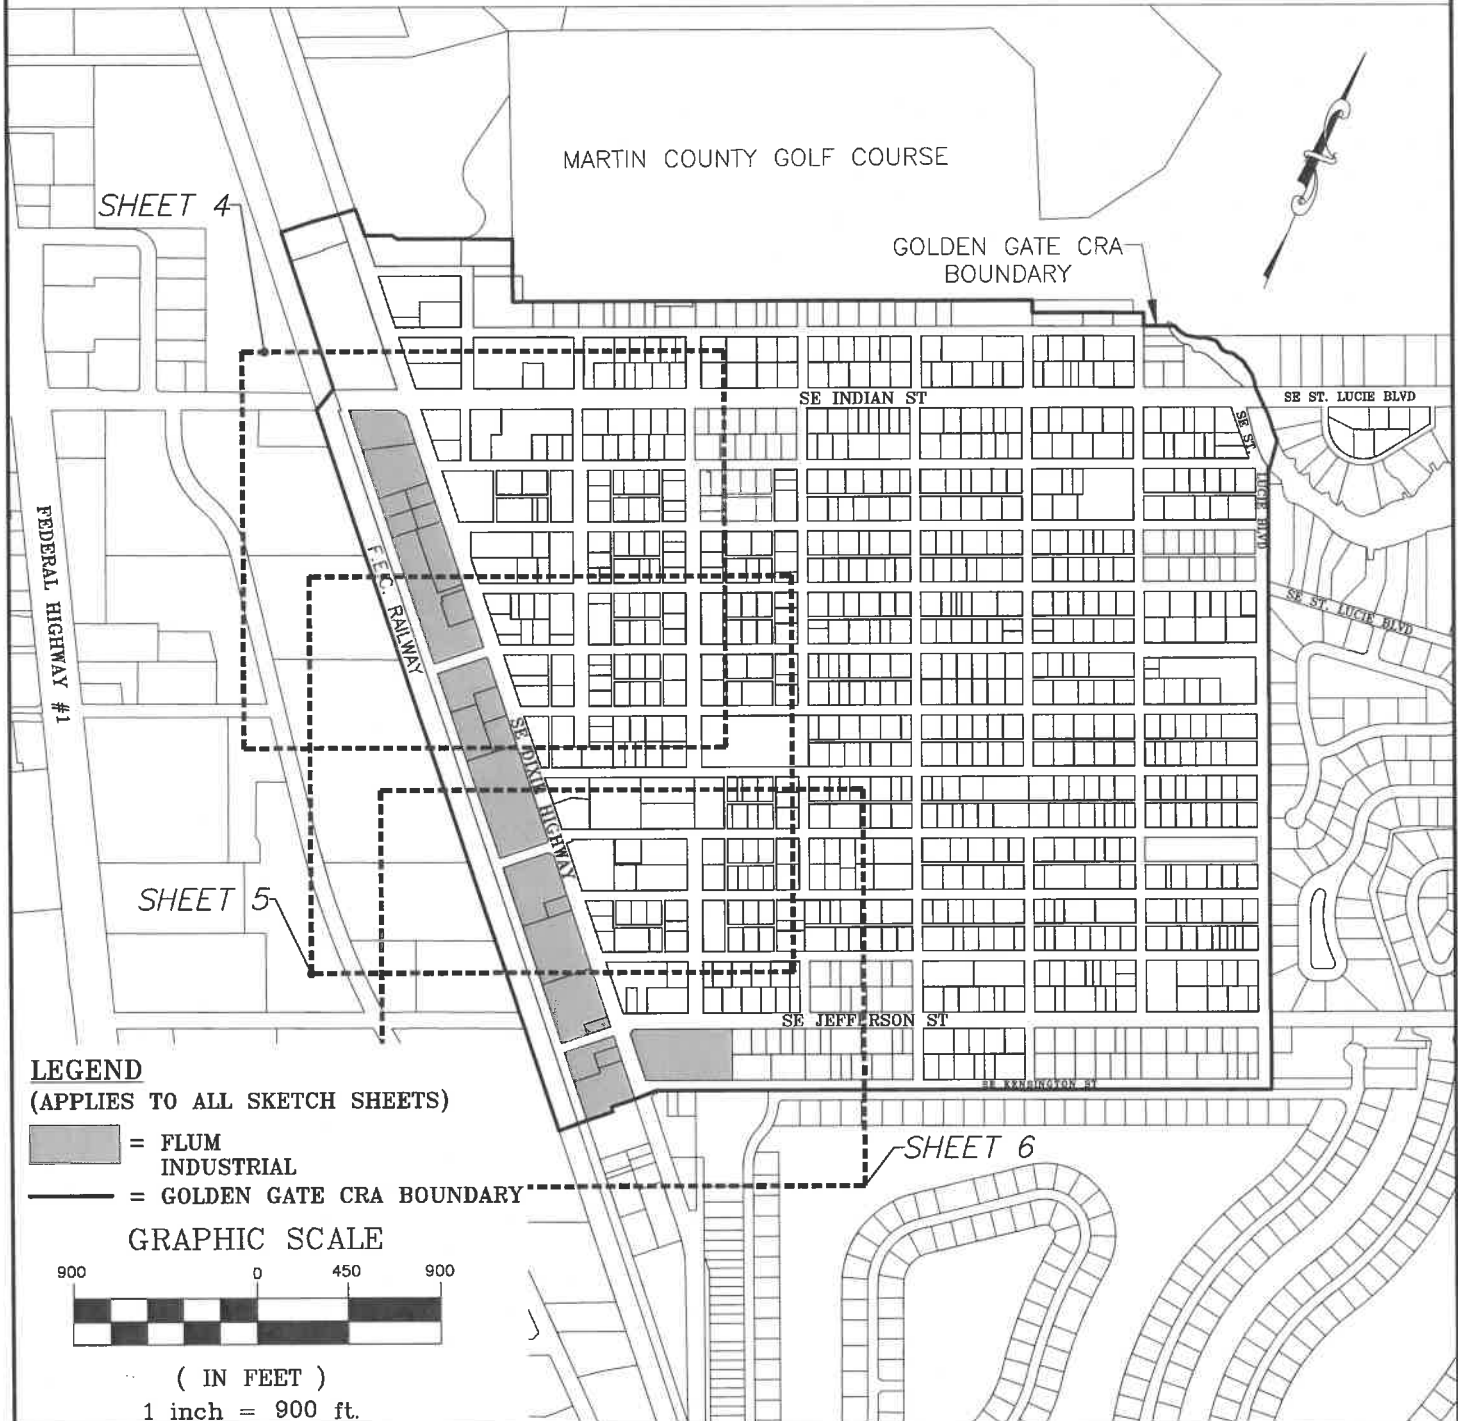 MARTIN COUNTY GOLF COURSE
SHEET 4
GOLDEN GATE CRA
BOUNDARY
SE INDIAN ST
SE ST. LUCIE BLVD
SE ST.
LUCIE BLVD
FEDERAL HIGHWAY #1
F.E.C. RAILWAY
SE ST. LUCIE BLVD
SE DIXIE HIGHWAY
SHEET 5
SE JEFFERSON ST
SE KENSINGTON ST
LEGEND
(APPLIES TO ALL SKETCH SHEETS)
= FLUM
INDUSTRIAL
= GOLDEN GATE CRA BOUNDARY
SHEET 6
GRAPHIC SCALE
900 0 450 900
( IN FEET )
1 inch = 900 ft.